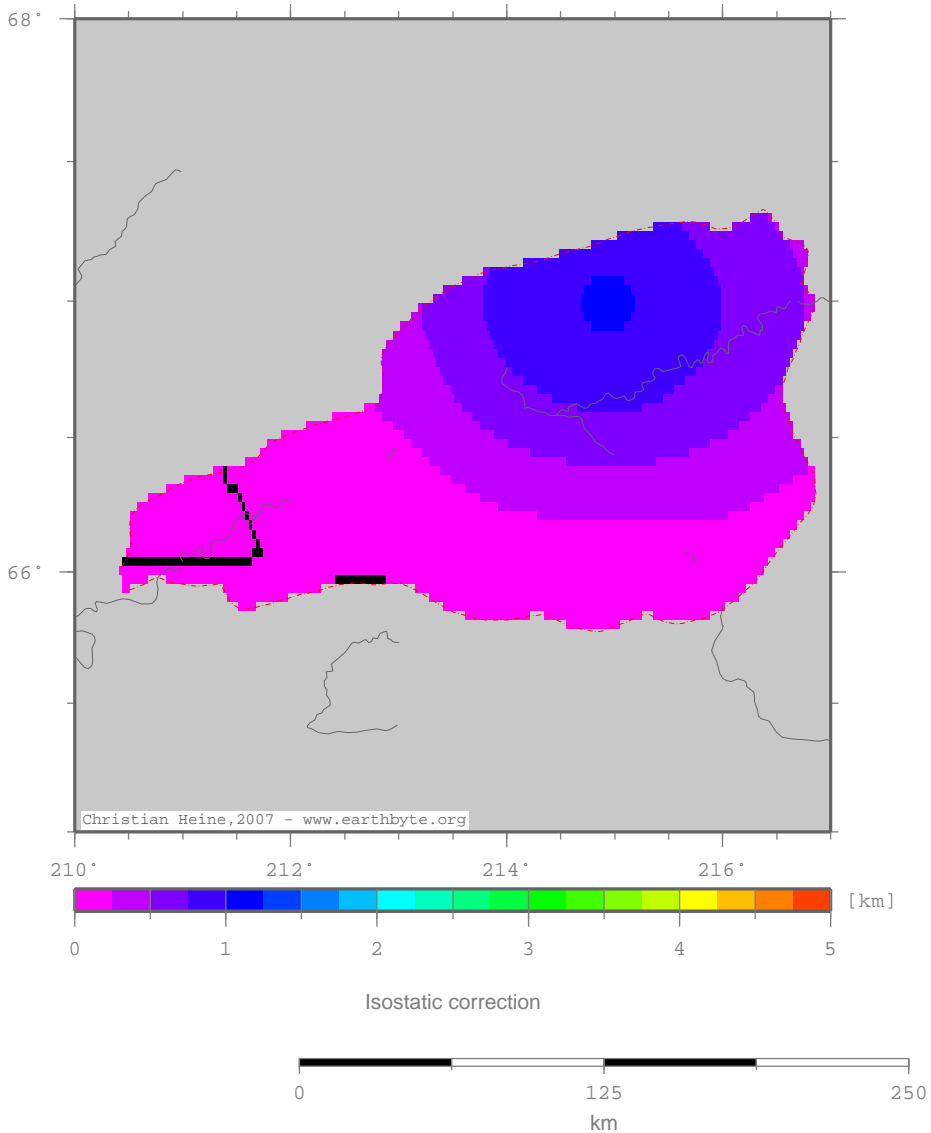 68°
66°
Christian Heine,2007 - www.earthbyte.org
210° 212° 214° 216°
[km]
0 1 2 3 4 5
Isostatic correction
0 125 250
km